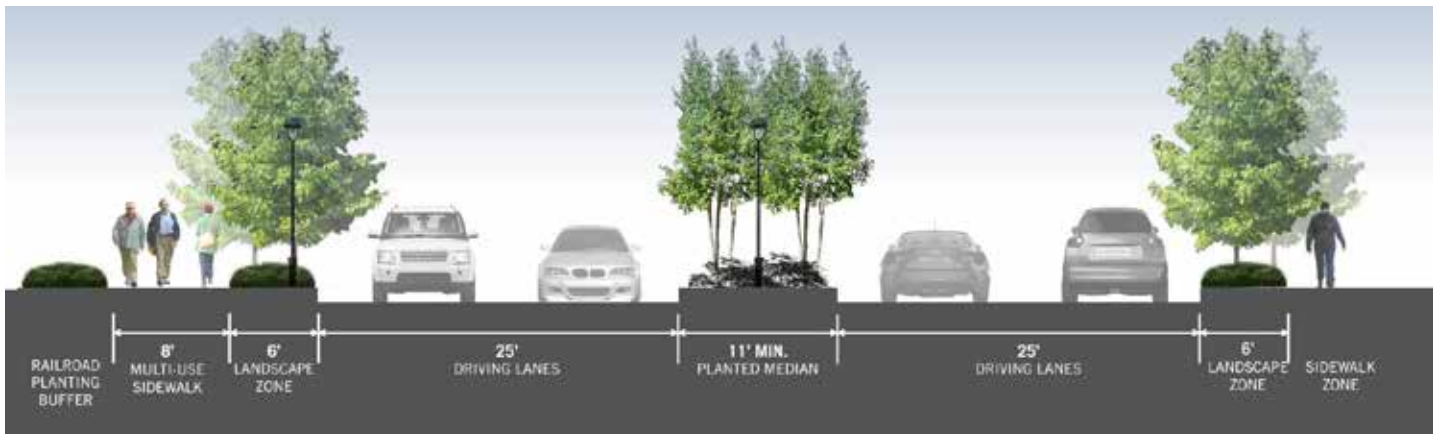 RAILROAD
PLANTING
BUFFER
8'
MULTI-USE
SIDEWALK
6'
LANDSCAPE
ZONE
25'
DRIVING LANES
11' MIN.
PLANTED MEDIAN
25'
DRIVING LANES
6'
LANDSCAPE
ZONE
SIDEWALK
ZONE